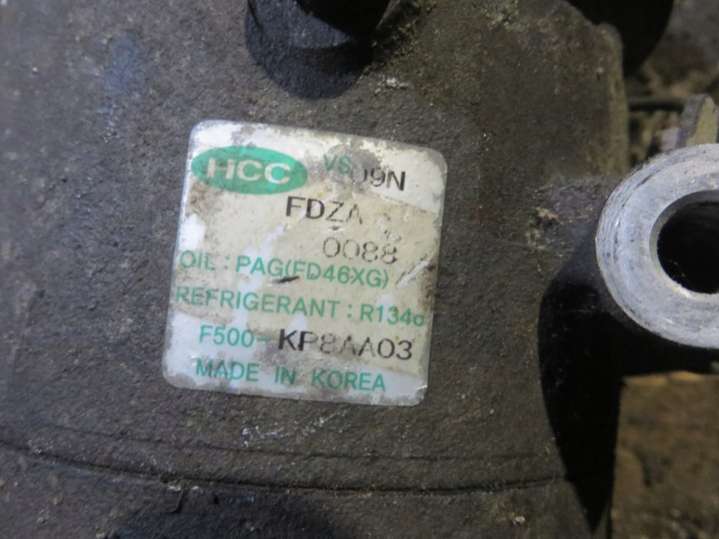 HCC VS09N
FDZA
0088
OIL : PAG(FD46XG)
REFRIGERANT : R134a
F500-KP8AA03
MADE IN KOREA